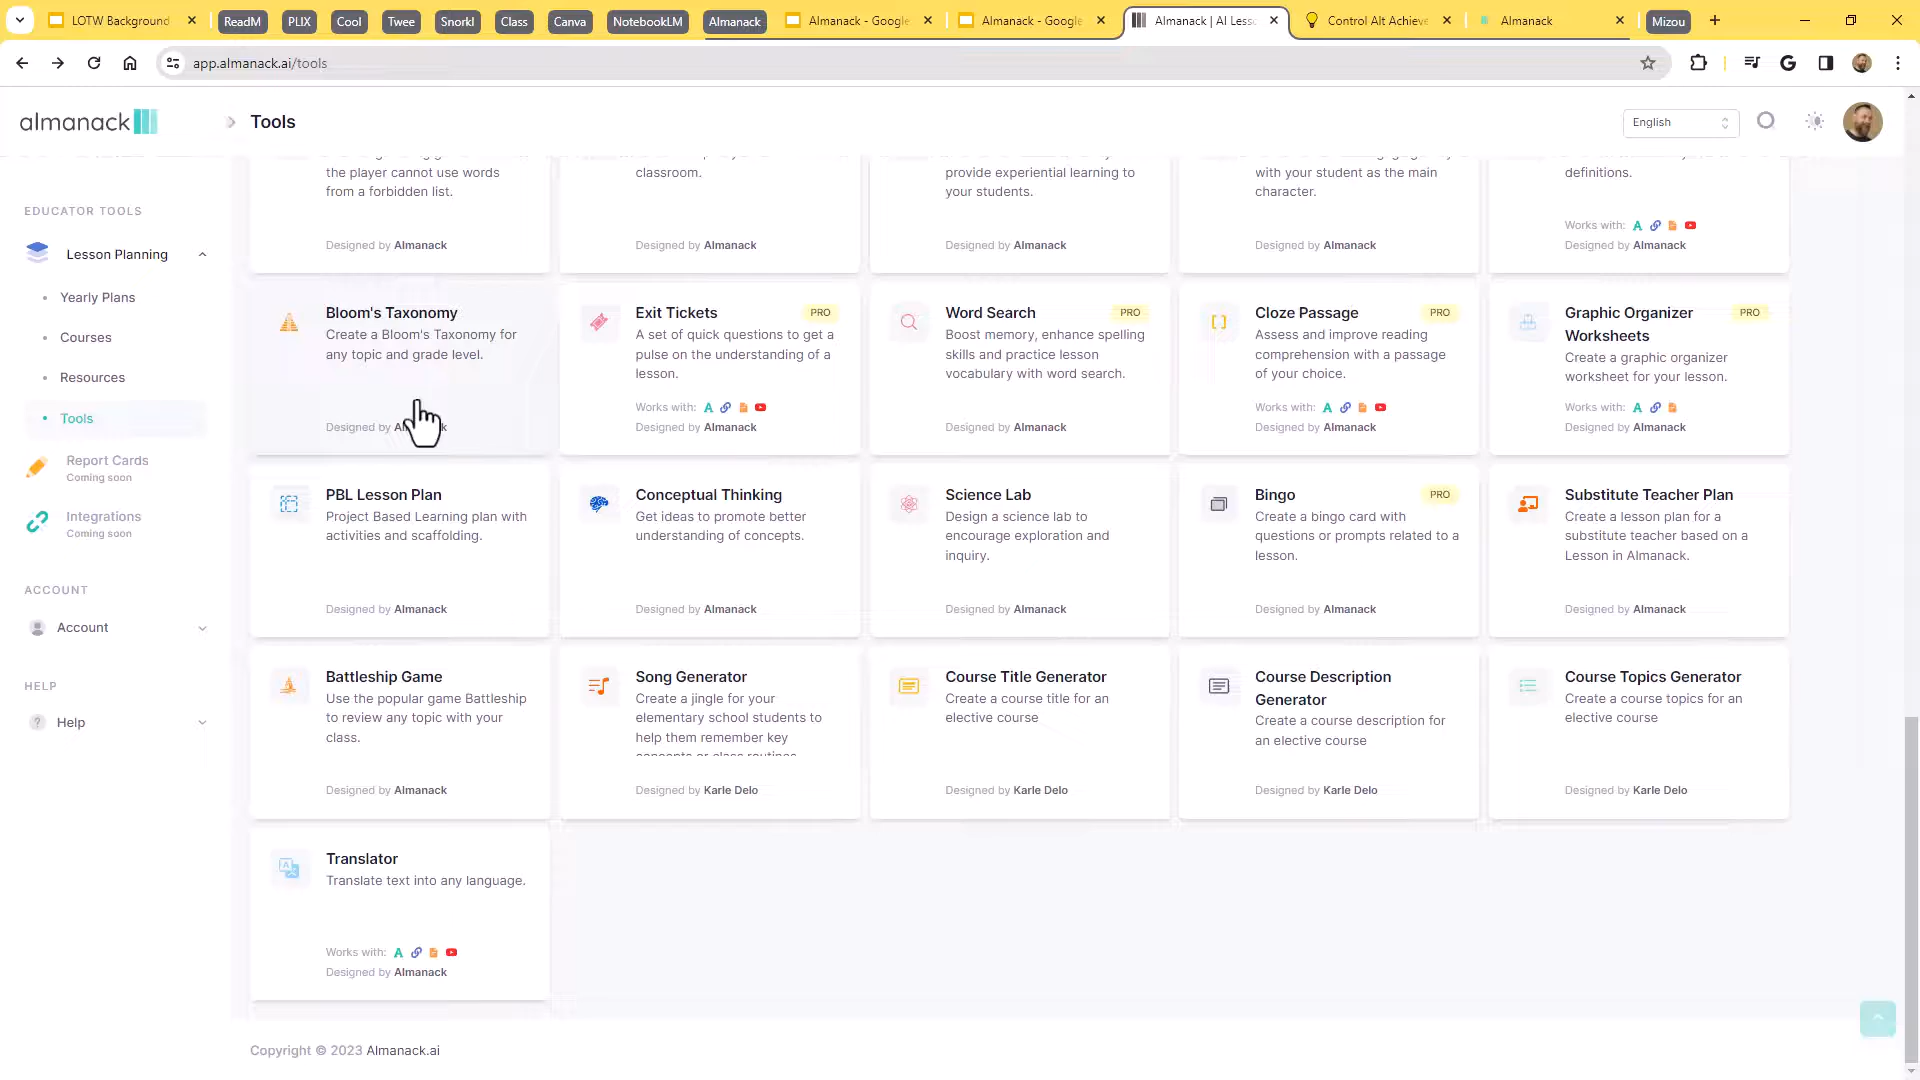 LOTW Background
ReadM
PLIX
Cool
Twee
Snorkl
Class
Canva
NotebookLM
Almanack
Almanack - Google
Almanack - Google
Almanack | AI Less
Control Alt Achieve
Almanack
Mizou
app.almanack.ai/tools
almanack
Tools
English
EDUCATOR TOOLS
Lesson Planning
Yearly Plans
Courses
Resources
Tools
Report Cards
Coming soon
Integrations
Coming soon
ACCOUNT
Account
HELP
Help
the player cannot use words
from a forbidden list.
Designed by Almanack
classroom.
Designed by Almanack
provide experiential learning to
your students.
Designed by Almanack
with your student as the main
character.
Designed by Almanack
definitions.
Works with:
Designed by Almanack
Bloom's Taxonomy
Create a Bloom's Taxonomy for
any topic and grade level.
Designed by
Exit Tickets
PRO
A set of quick questions to get a
pulse on the understanding of a
lesson.
Works with:
Designed by Almanack
Word Search
PRO
Boost memory, enhance spelling
skills and practice lesson
vocabulary with word search.
Designed by Almanack
Cloze Passage
PRO
Assess and improve reading
comprehension with a passage
of your choice.
Works with:
Designed by Almanack
Graphic Organizer
Worksheets
PRO
Create a graphic organizer
worksheet for your lesson.
Works with:
Designed by Almanack
PBL Lesson Plan
Project Based Learning plan with
activities and scaffolding.
Designed by Almanack
Conceptual Thinking
Get ideas to promote better
understanding of concepts.
Designed by Almanack
Science Lab
Design a science lab to
encourage exploration and
inquiry.
Designed by Almanack
Bingo
PRO
Create a bingo card with
questions or prompts related to a
lesson.
Designed by Almanack
Substitute Teacher Plan
Create a lesson plan for a
substitute teacher based on a
Lesson in Almanack.
Designed by Almanack
Battleship Game
Use the popular game Battleship
to review any topic with your
class.
Designed by Almanack
Song Generator
Create a jingle for your
elementary school students to
help them remember key
concepts or class routines.
Designed by Karle Delo
Course Title Generator
Create a course title for an
elective course
Designed by Karle Delo
Course Description
Generator
Create a course description for
an elective course
Designed by Karle Delo
Course Topics Generator
Create a course topics for an
elective course
Designed by Karle Delo
Translator
Translate text into any language.
Works with:
Designed by Almanack
Copyright © 2023 Almanack.ai